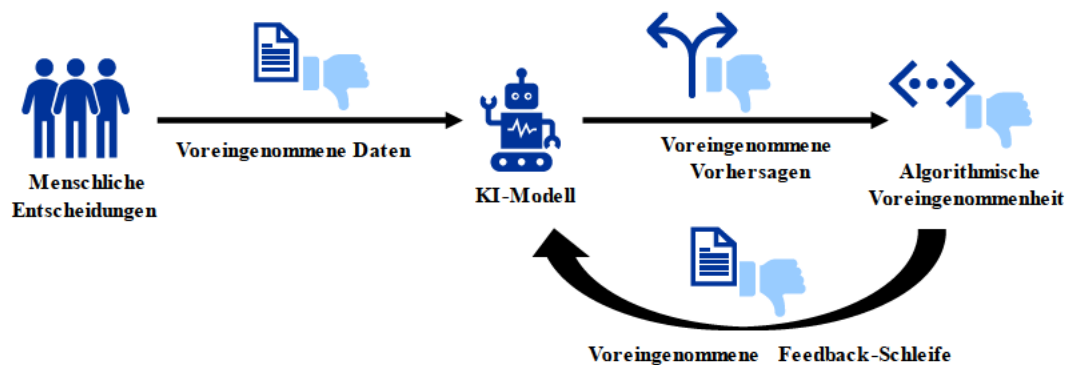 Voreingenommene Daten
Voreingenommene
Vorhersagen
Menschliche
Entscheidungen
KI-Modell
Algorithmische
Voreingenommenheit
Voreingenommene Feedback-Schleife